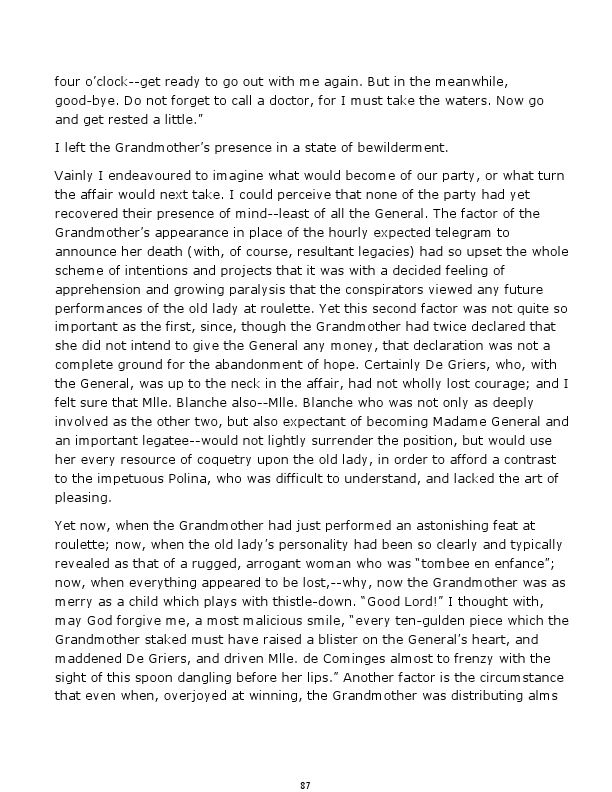 four o’clock--get ready to go out with me again. But in the meanwhile,
good-bye. Do not forget to call a doctor, for I must take the waters. Now go
and get rested a little.”
I left the Grandmother’s presence in a state of bewilderment.
Vainly I endeavoured to imagine what would become of our party, or what turn
the affair would next take. I could perceive that none of the party had yet
recovered their presence of mind--least of all the General. The factor of the
Grandmother’s appearance in place of the hourly expected telegram to
announce her death (with, of course, resultant legacies) had so upset the whole
scheme of intentions and projects that it was with a decided feeling of
apprehension and growing paralysis that the conspirators viewed any future
performances of the old lady at roulette. Yet this second factor was not quite so
important as the first, since, though the Grandmother had twice declared that
she did not intend to give the General any money, that declaration was not a
complete ground for the abandonment of hope. Certainly De Griers, who, with
the General, was up to the neck in the affair, had not wholly lost courage; and I
felt sure that Mlle. Blanche also--Mlle. Blanche who was not only as deeply
involved as the other two, but also expectant of becoming Madame General and
an important legatee--would not lightly surrender the position, but would use
her every resource of coquetry upon the old lady, in order to afford a contrast
to the impetuous Polina, who was difficult to understand, and lacked the art of
pleasing.
Yet now, when the Grandmother had just performed an astonishing feat at
roulette; now, when the old lady’s personality had been so clearly and typically
revealed as that of a rugged, arrogant woman who was “tombee en enfance”;
now, when everything appeared to be lost,--why, now the Grandmother was as
merry as a child which plays with thistle-down. “Good Lord!” I thought with,
may God forgive me, a most malicious smile, “every ten-gulden piece which the
Grandmother staked must have raised a blister on the General’s heart, and
maddened De Griers, and driven Mlle. de Cominges almost to frenzy with the
sight of this spoon dangling before her lips.” Another factor is the circumstance
that even when, overjoyed at winning, the Grandmother was distributing alms
87